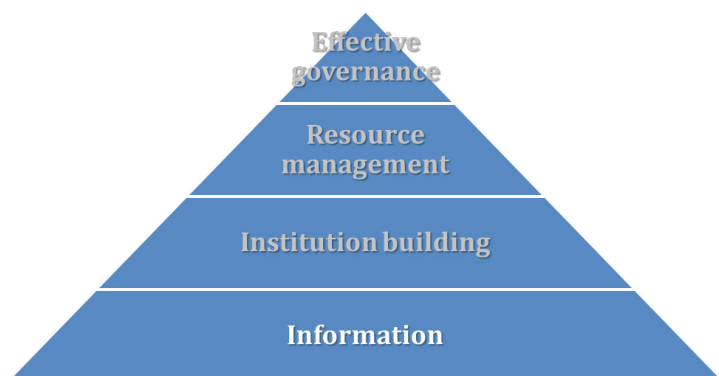 Effective
governance
Resource
management
Institution building
Information